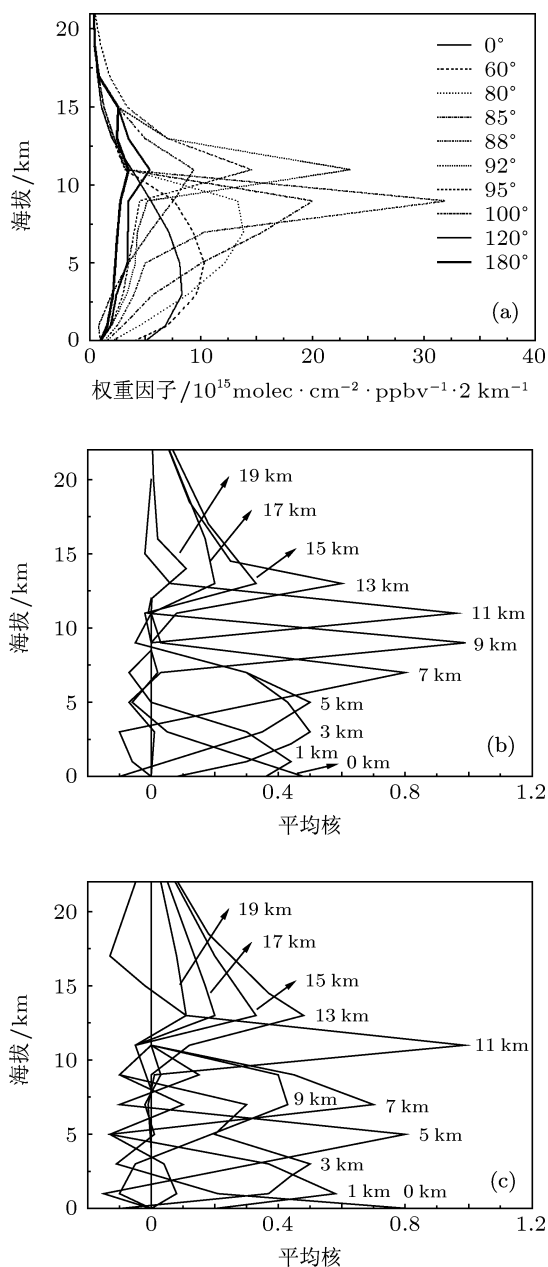 20
15
10
5
0
海拔/km
0°
60°
80°
85°
88°
92°
95°
100°
120°
180°
(a)
0 10 20 30 40
权重因子/10¹⁵molec·cm⁻²·ppbv⁻¹·2 km⁻¹
20
15
10
5
0
海拔/km
19 km
17 km
15 km
13 km
11 km
9 km
7 km
5 km
3 km
1 km
0 km
(b)
0 0.4 0.8 1.2
平均核
20
15
10
5
0
海拔/km
19 km
17 km
15 km
13 km
11 km
9 km
7 km
5 km
3 km
1 km 0 km
(c)
0 0.4 0.8 1.2
平均核